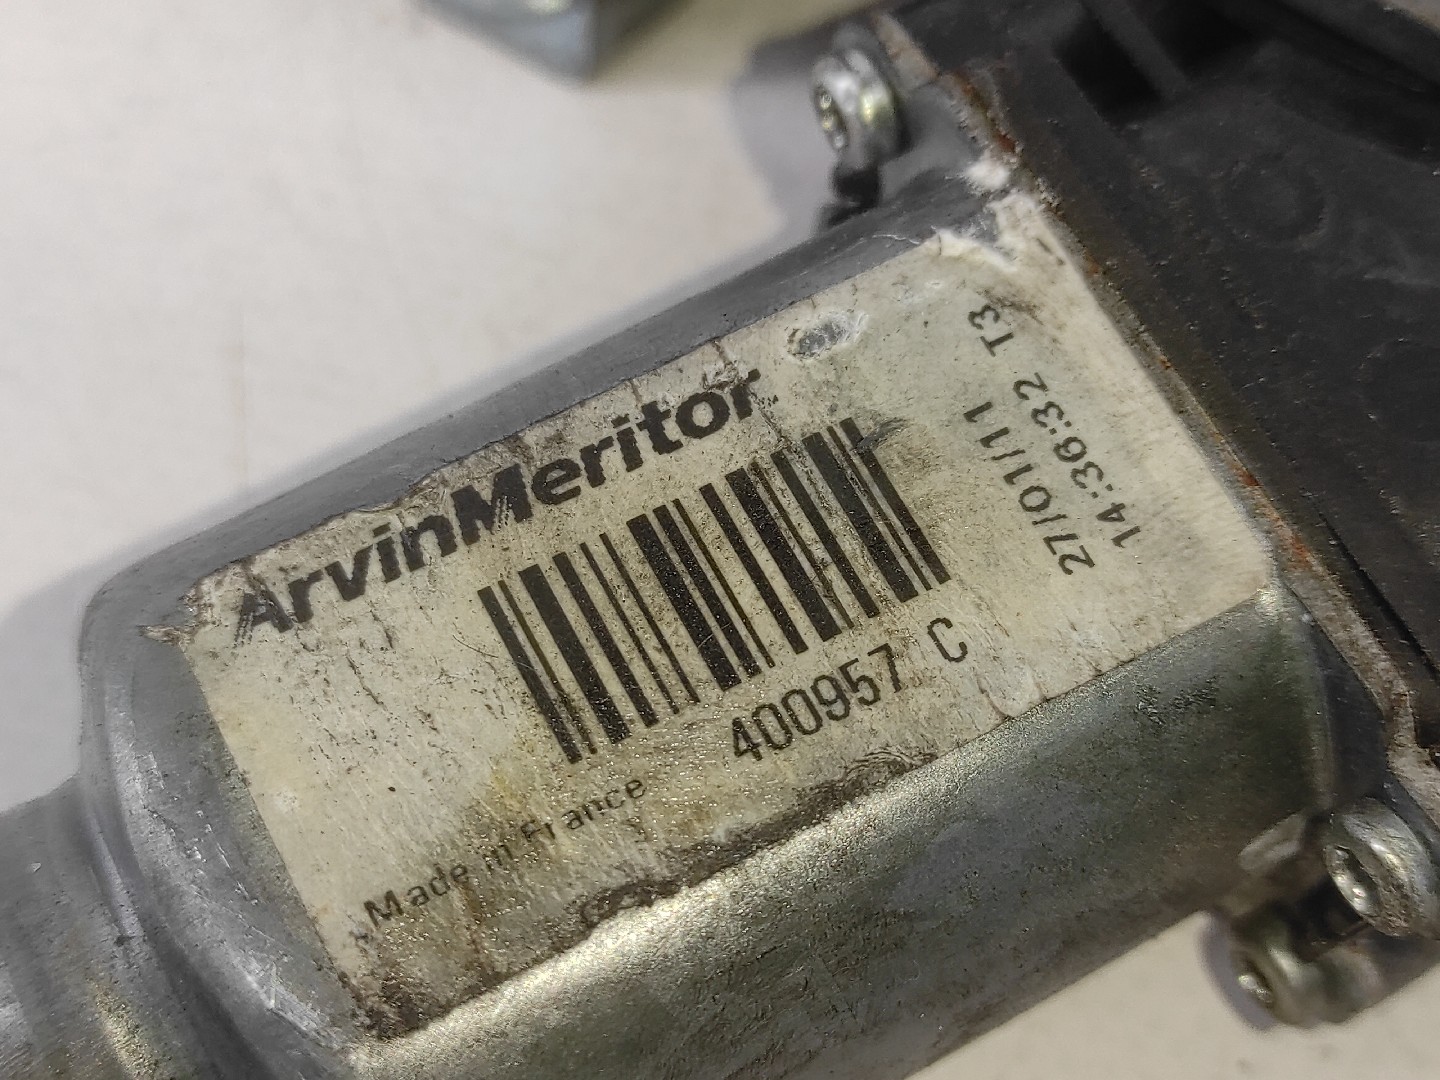 ArvinMeritor
400957 C
Made in France
27/01/11
14:36:32 T3